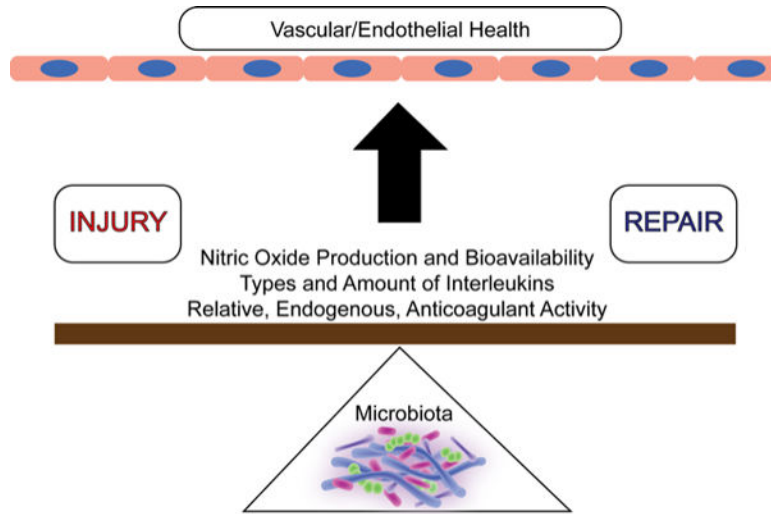 Vascular/Endothelial Health
INJURY
REPAIR
Nitric Oxide Production and Bioavailability
Types and Amount of Interleukins
Relative, Endogenous, Anticoagulant Activity
Microbiota